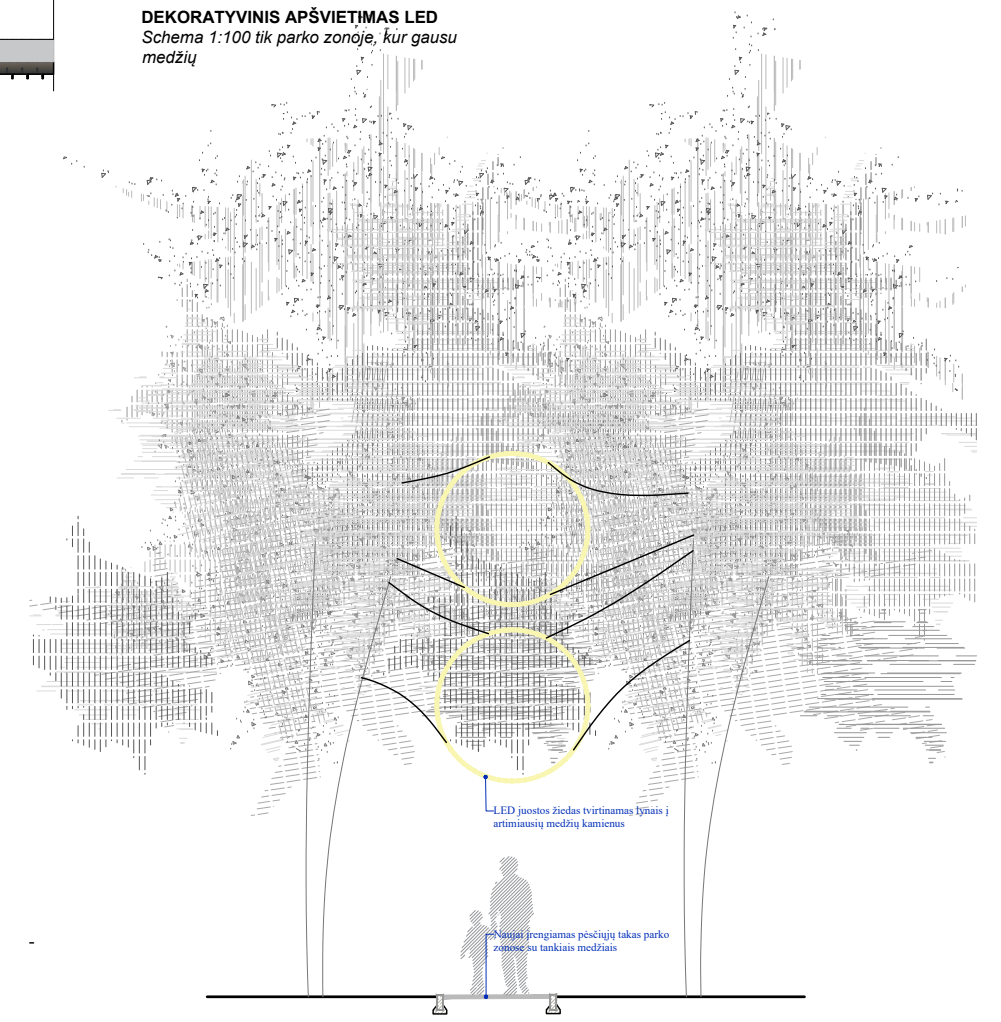 DEKORATYVINIS APŠVIETIMAS LED
Schema 1:100 tik parko zonoje, kur gausu
medžių
LED juostos žiedas tvirtinamas lynais į
artimiausių medžių kamienus
Naujai įrengiamas pėsčiųjų takas parko
zonose su tankiais medžiais